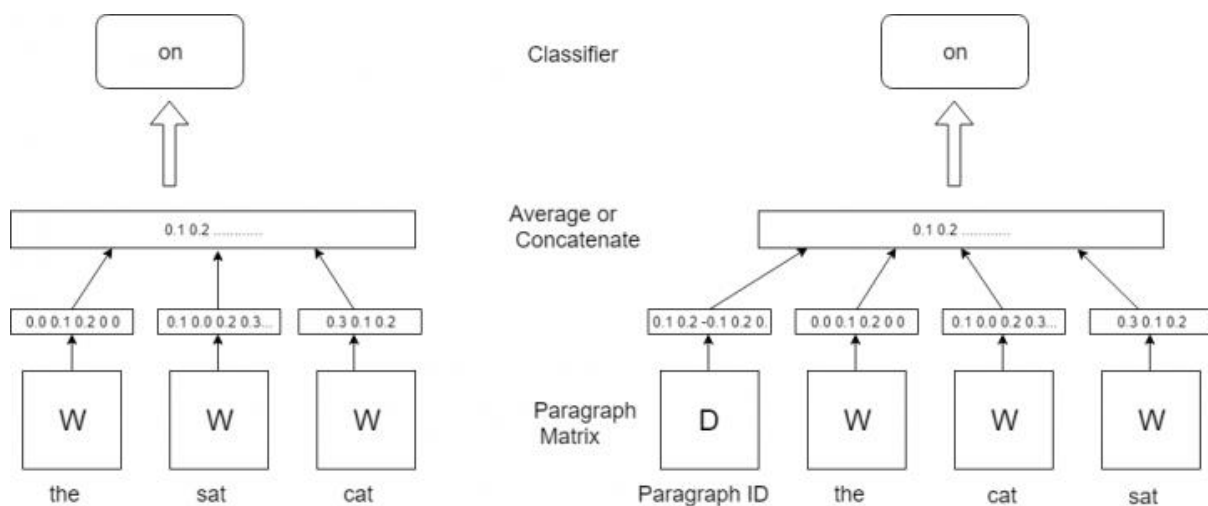 on
Classifier
on
Average or
Concatenate
0.1 0.2 ............
0.1 0.2 ............
0.0 0.1 0.2 0 0
0.1 0.0 0.2 0.3...
0.3 0.1 0.2
0.1 0.2 -0.1 0.2 0.
0.0 0.1 0.2 0 0
0.1 0.0 0.2 0.3...
0.3 0.1 0.2
W
W
W
Paragraph
Matrix
D
W
W
W
the
sat
cat
Paragraph ID
the
cat
sat